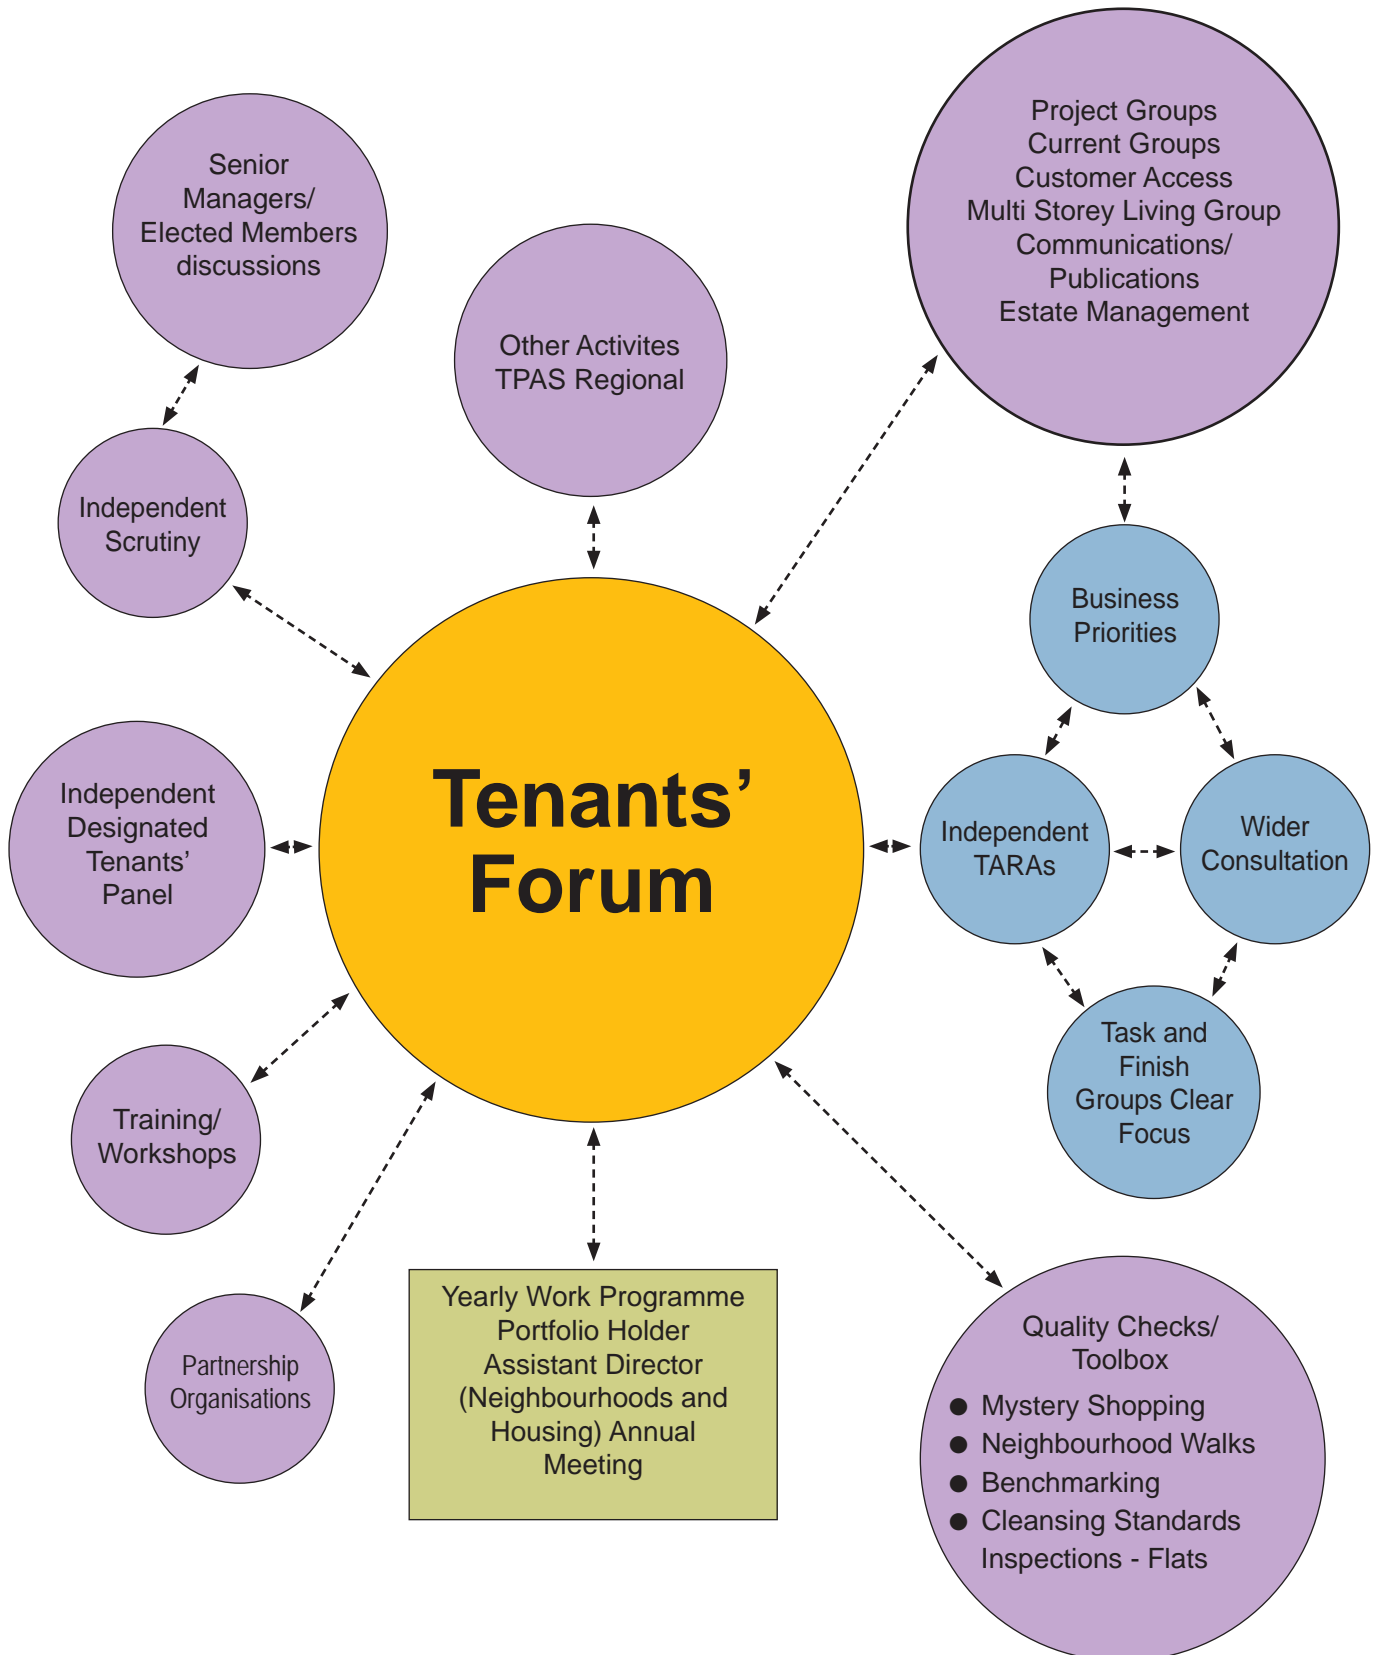 Project Groups
Current Groups
Customer Access
Multi Storey Living Group
Communications/
Publications
Estate Management
Senior
Managers/
Elected Members
discussions
Other Activites
TPAS Regional
Independent
Scrutiny
Business
Priorities
Tenants’
Forum
Independent
Designated
Tenants’
Panel
Independent
TARAs
Wider
Consultation
Task and
Finish
Groups Clear
Focus
Training/
Workshops
Partnership
Organisations
Yearly Work Programme
Portfolio Holder
Assistant Director
(Neighbourhoods and
Housing) Annual
Meeting
Quality Checks/
Toolbox
● Mystery Shopping
● Neighbourhood Walks
● Benchmarking
● Cleansing Standards
Inspections - Flats